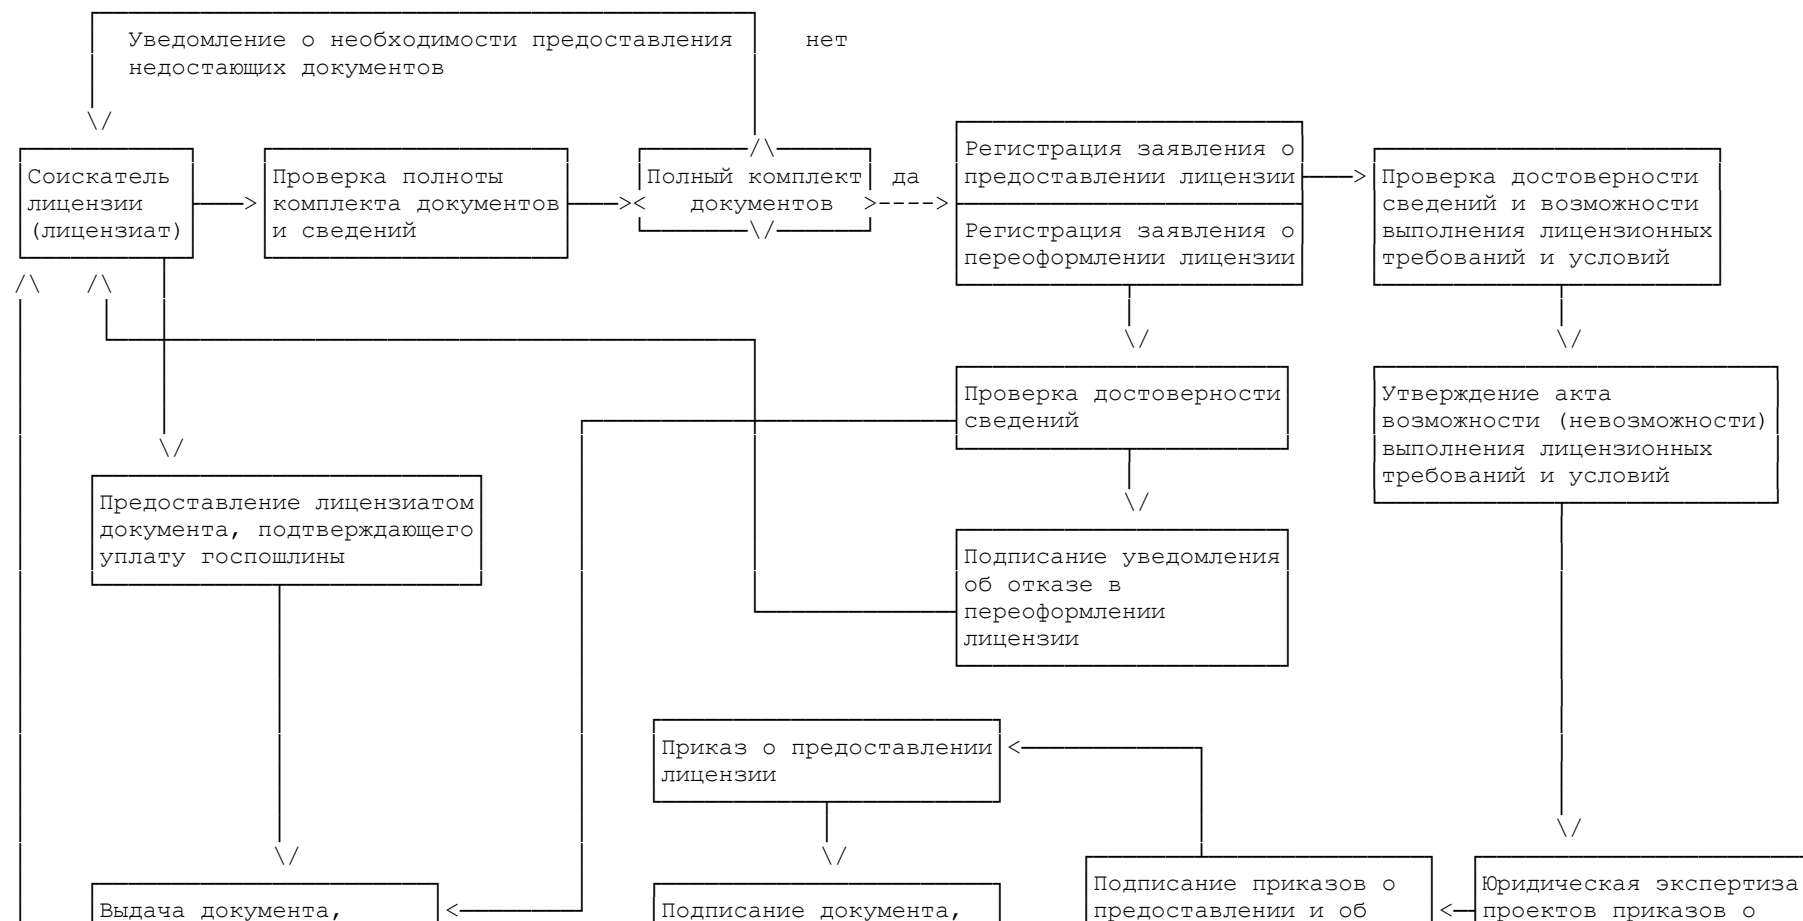 Уведомление о необходимости предоставления
недостающих документов
нет
Соискатель
лицензии
(лицензиат)
Проверка полноты
комплекта документов
и сведений
Полный комплект
документов
да
Регистрация заявления о
предоставлении лицензии
Регистрация заявления о
переоформлении лицензии
Проверка достоверности
сведений и возможности
выполнения лицензионных
требований и условий
Проверка достоверности
сведений
Утверждение акта
возможности (невозможности)
выполнения лицензионных
требований и условий
Предоставление лицензиатом
документа, подтверждающего
уплату госпошлины
Подписание уведомления
об отказе в
переоформлении
лицензии
Приказ о предоставлении
лицензии
Выдача документа,
Подписание документа,
Подписание приказов о
предоставлении и об
Юридическая экспертиза
проектов приказов о